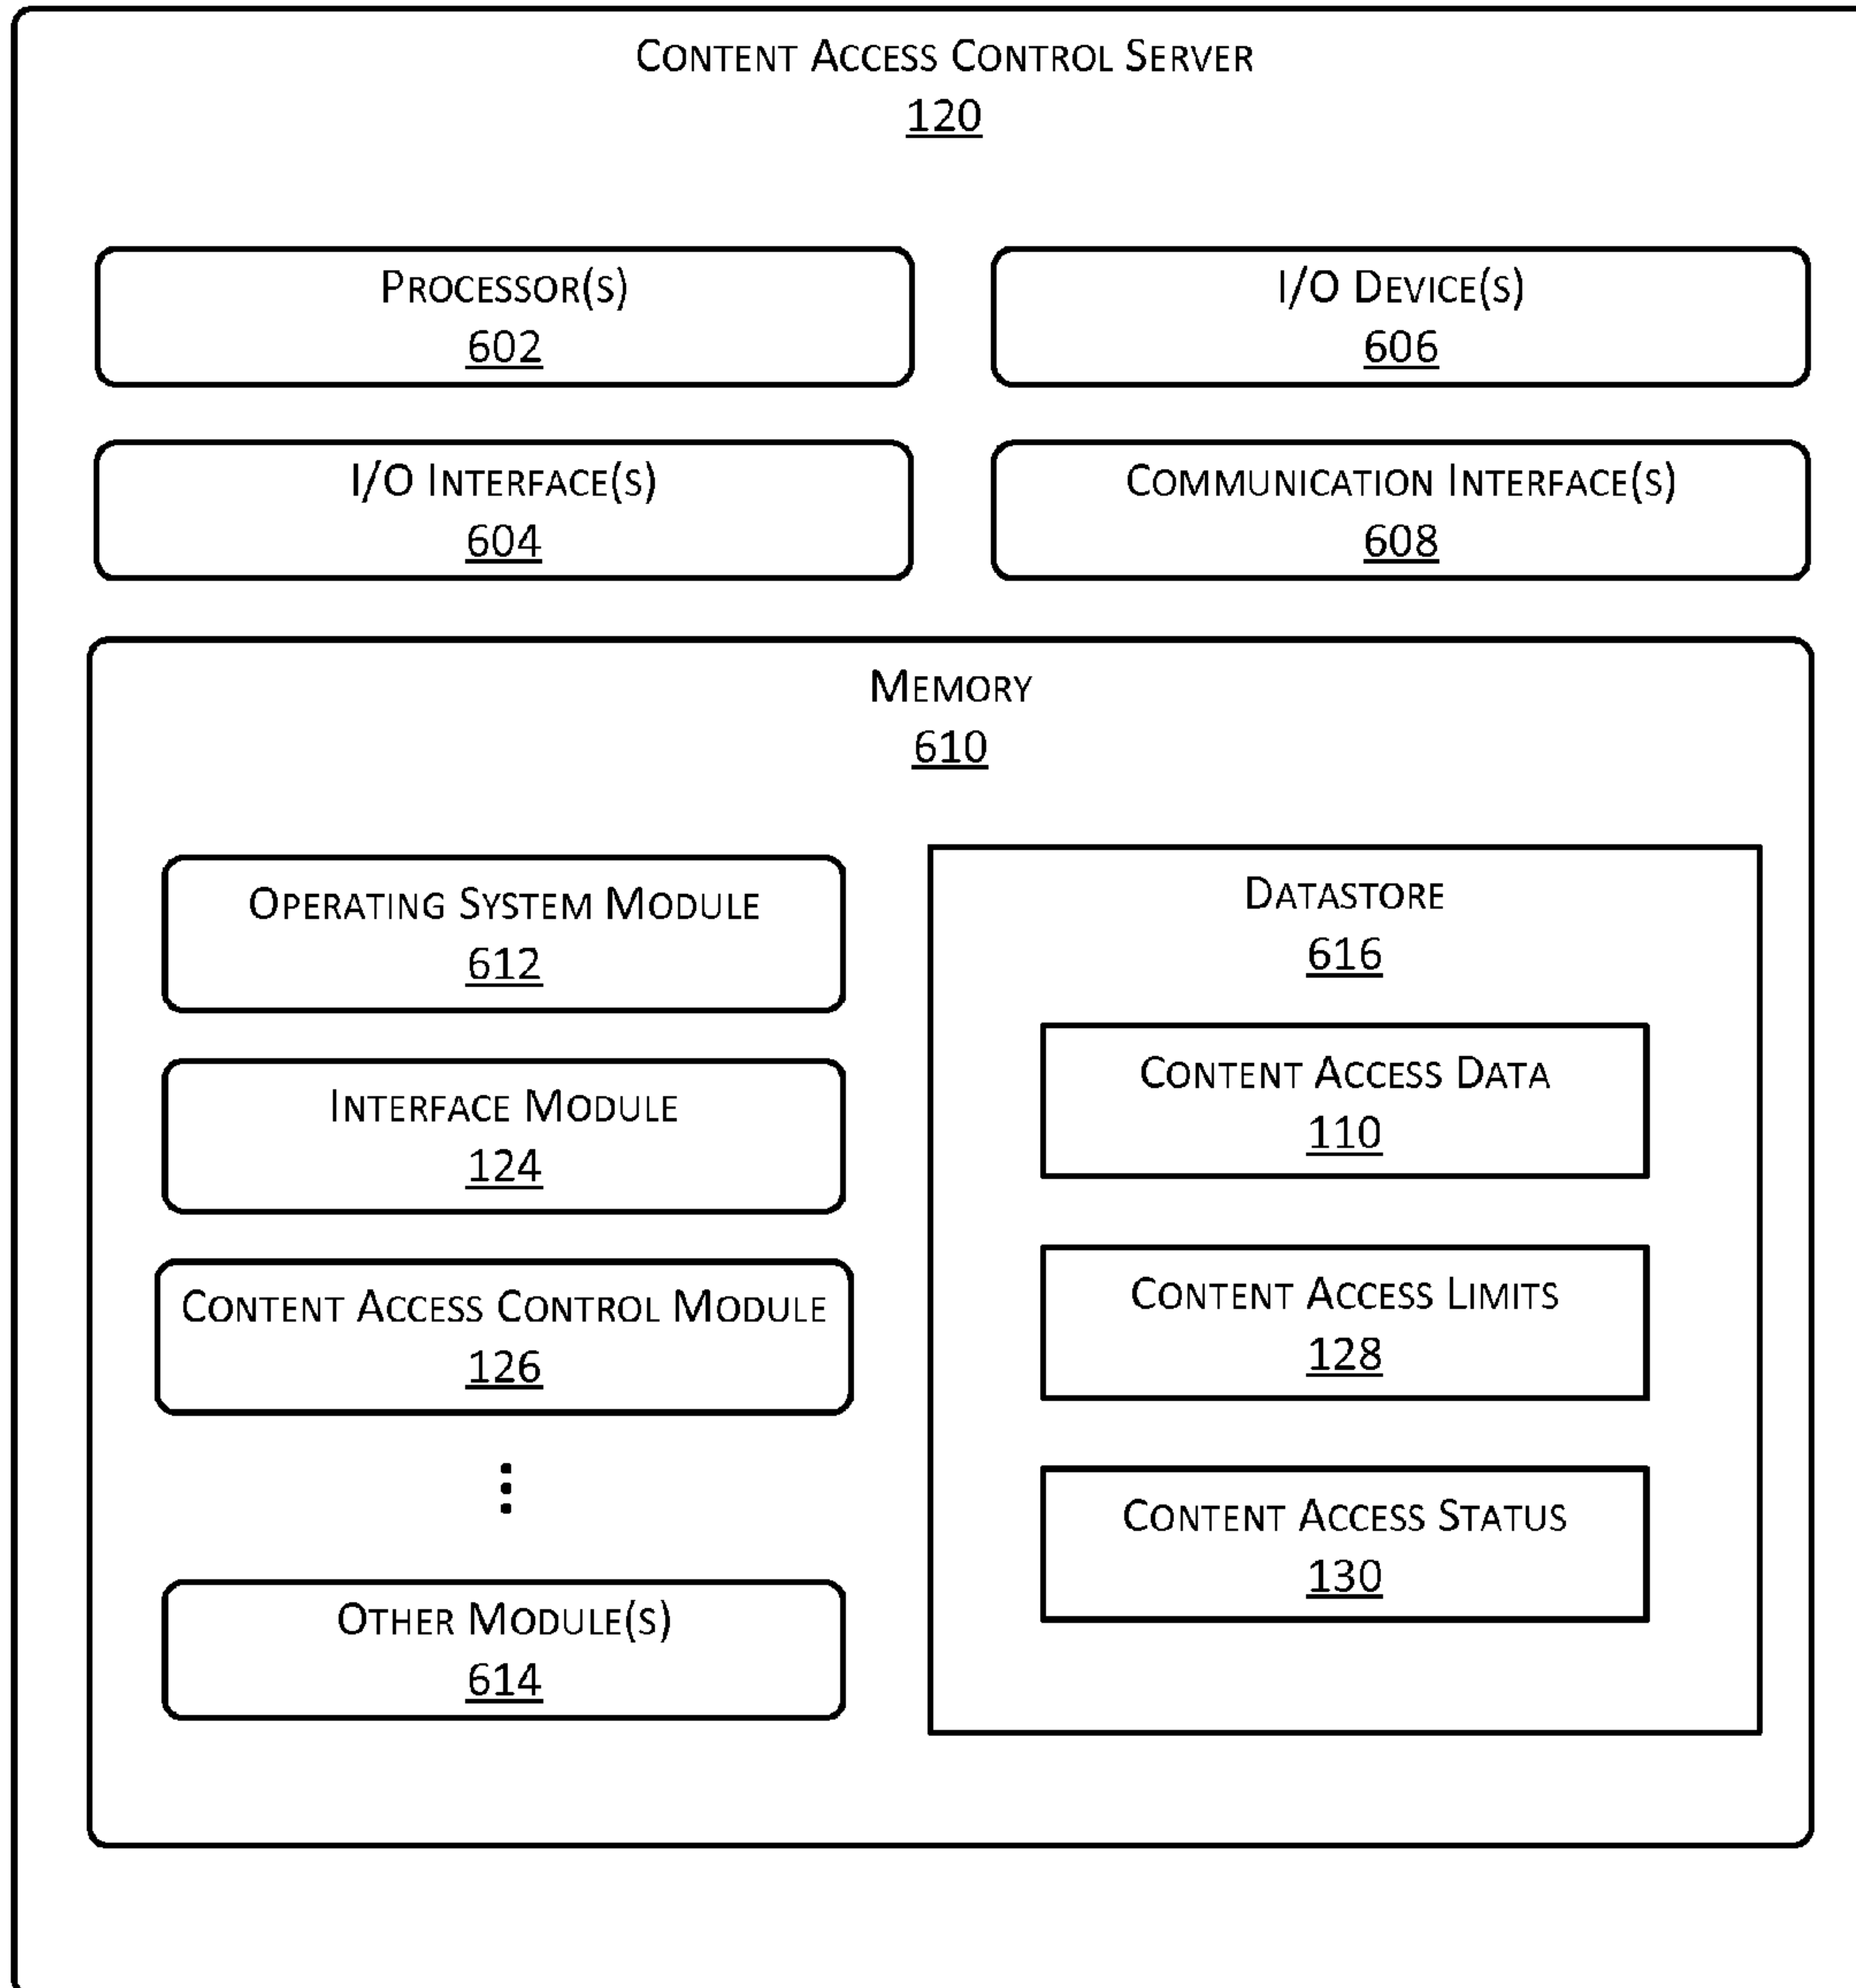 CONTENT ACCESS CONTROL SERVER
120
PROCESSOR(S)
602
I/O DEVICE(S)
606
I/O INTERFACE(S)
604
COMMUNICATION INTERFACE(S)
608
MEMORY
610
OPERATING SYSTEM MODULE
612
INTERFACE MODULE
124
CONTENT ACCESS CONTROL MODULE
126
OTHER MODULE(S)
614
DATASTORE
616
CONTENT ACCESS DATA
110
CONTENT ACCESS LIMITS
128
CONTENT ACCESS STATUS
130